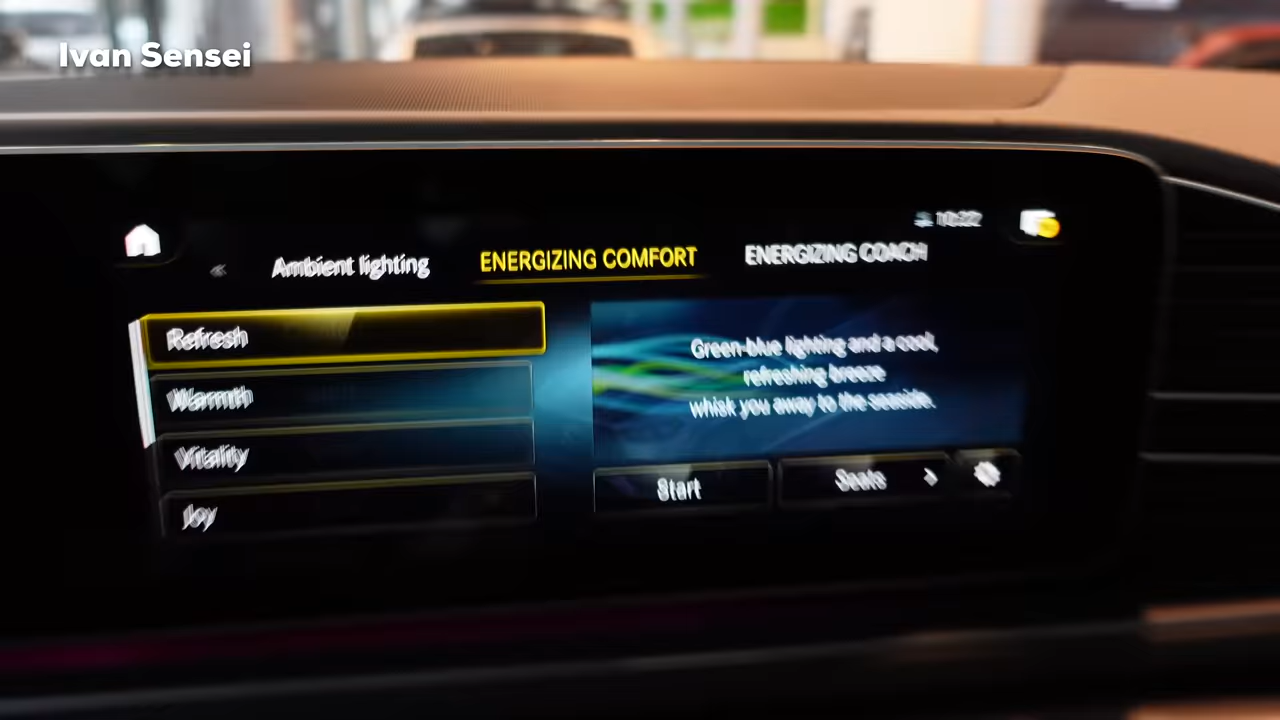 Ivan Sensei
10:22
« Ambient lighting ENERGIZING COMFORT ENERGIZING COACH
Refresh
Warmth
Vitality
Joy
Green-blue lighting and a cool,
refreshing breeze
whisk you away to the seaside.
Start
Seats